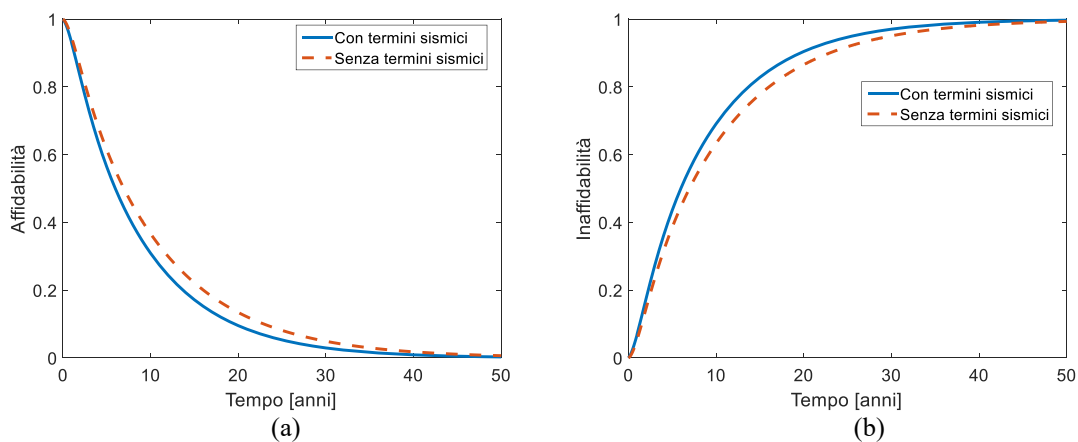 1
0.8
0.6
0.4
0.2
0
Affidabilità
Con termini sismici
Senza termini sismici
0 10 20 30 40 50
Tempo [anni]
(a)
1
0.8
0.6
0.4
0.2
0
Inaffidabilità
Con termini sismici
Senza termini sismici
0 10 20 30 40 50
Tempo [anni]
(b)